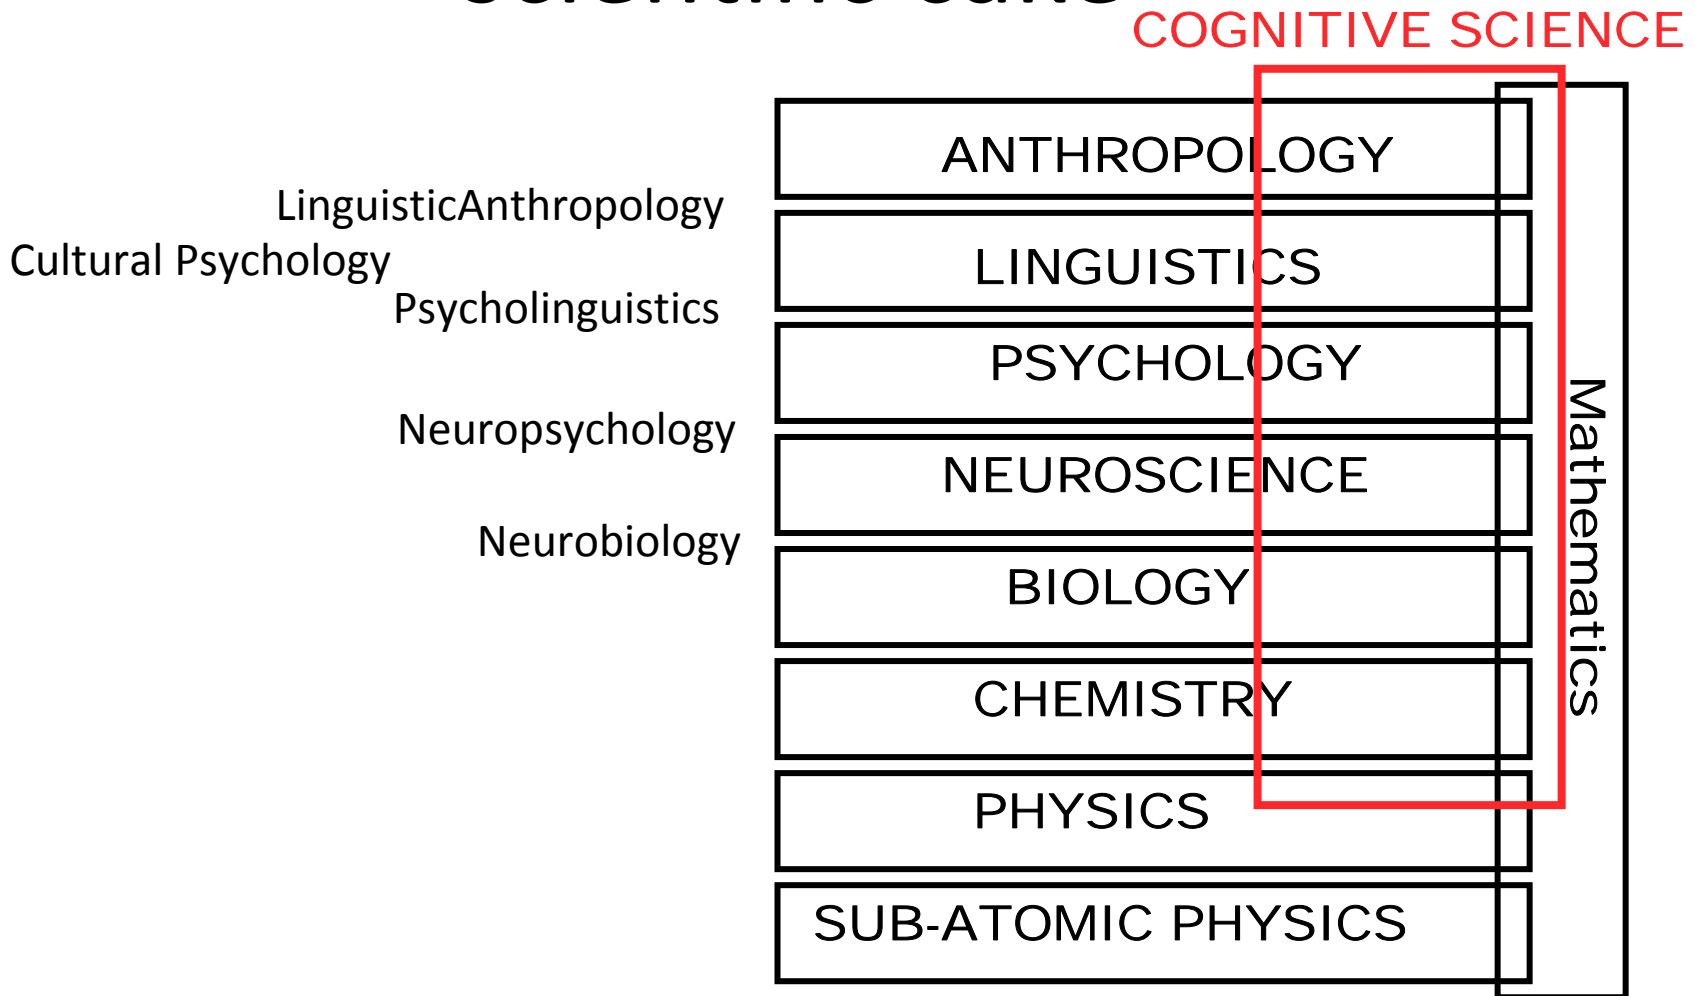 COGNITIVE SCIENCE
ANTHROPOLOGY
LinguisticAnthropology
Cultural Psychology
LINGUISTICS
Psycholinguistics
PSYCHOLOGY
Neuropsychology
NEUROSCIENCE
Neurobiology
BIOLOGY
CHEMISTRY
PHYSICS
SUB-ATOMIC PHYSICS
Mathematics